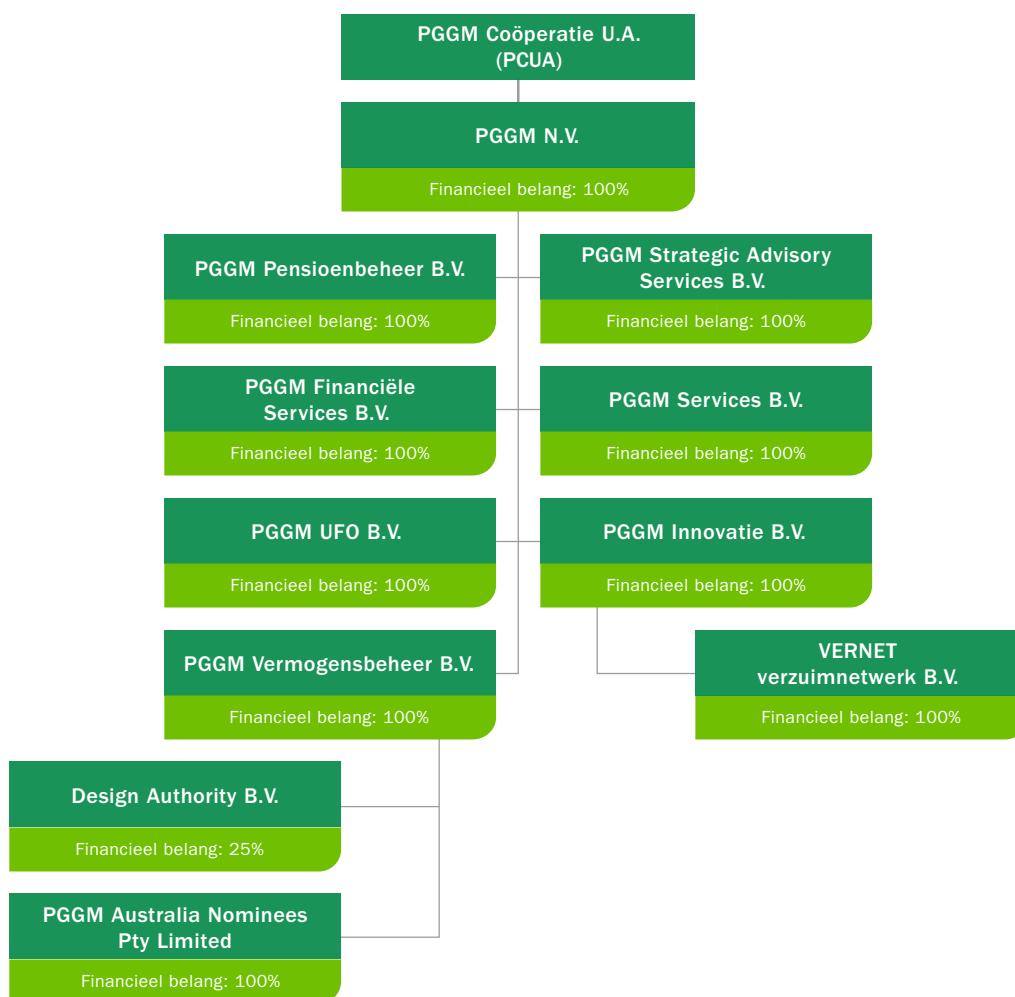 PGGM Coöperatie U.A.
(PCUA)
PGGM N.V.
Financieel belang: 100%
PGGM Pensioenbeheer B.V.
Financieel belang: 100%
PGGM Strategic Advisory
Services B.V.
Financieel belang: 100%
PGGM Financiële
Services B.V.
Financieel belang: 100%
PGGM Services B.V.
Financieel belang: 100%
PGGM UFO B.V.
Financieel belang: 100%
PGGM Innovatie B.V.
Financieel belang: 100%
PGGM Vermogensbeheer B.V.
Financieel belang: 100%
VERNET
verzuimnetwerk B.V.
Financieel belang: 100%
Design Authority B.V.
Financieel belang: 25%
PGGM Australia Nominees
Pty Limited
Financieel belang: 100%